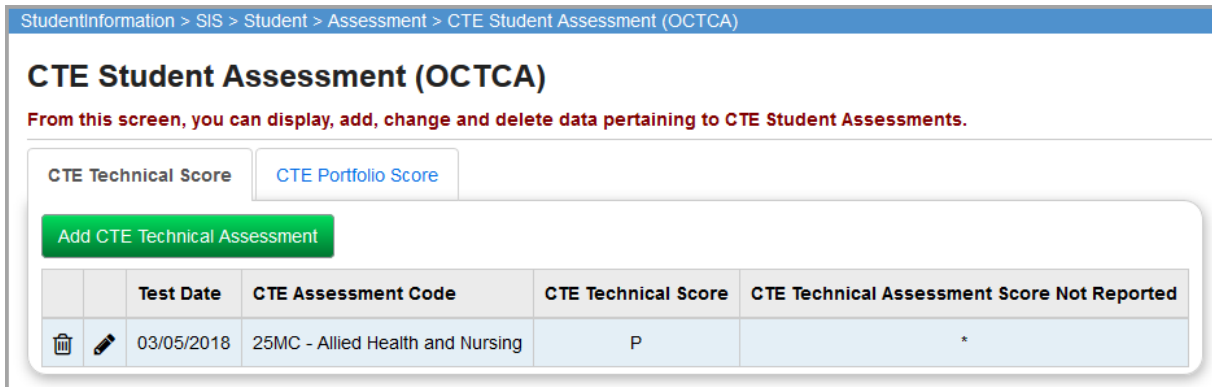 StudentInformation > SIS > Student > Assessment > CTE Student Assessment (OCTCA)
CTE Student Assessment (OCTCA)
From this screen, you can display, add, change and delete data pertaining to CTE Student Assessments.
CTE Technical Score CTE Portfolio Score
Add CTE Technical Assessment
Test Date CTE Assessment Code CTE Technical Score CTE Technical Assessment Score Not Reported
03/05/2018 25MC - Allied Health and Nursing P *